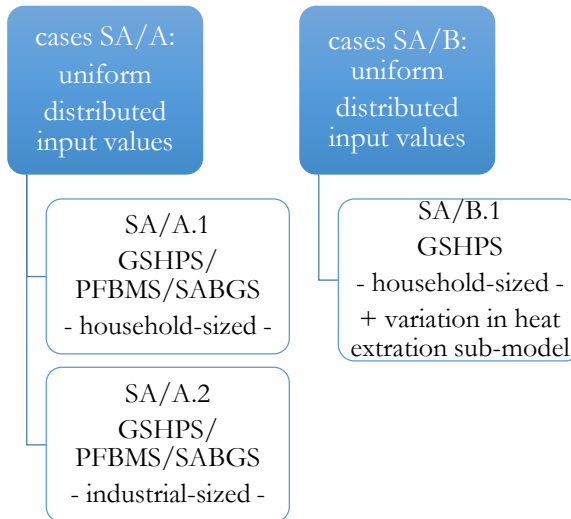 cases SA/A:
uniform
distributed
input values
SA/A.1
GSHPS/
PFBMS/SABGS
- household-sized -
SA/A.2
GSHPS/
PFBMS/SABGS
- industrial-sized -
cases SA/B:
uniform
distributed
input values
SA/B.1
GSHPS
- household-sized -
+ variation in heat
extration sub-model